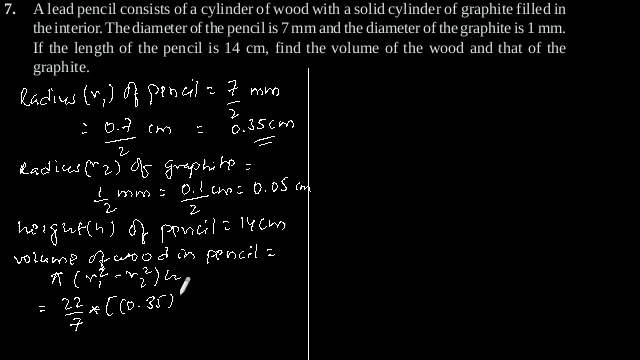 7. A lead pencil consists of a cylinder of wood with a solid cylinder of graphite filled in
the interior. The diameter of the pencil is 7 mm and the diameter of the graphite is 1 mm.
If the length of the pencil is 14 cm, find the volume of the wood and that of the
graphite.
Radius (r₁) of pencil = 7/2 mm
= 0.7/2 cm = 0.35 cm
Radius (r₂) of graphite =
1/2 mm = 0.1/2 cm = 0.05 cm
height (h) of pencil = 14 cm
volume of wood in pencil =
π (r₁² - r₂²) h
= 22/7 * [(0.35)